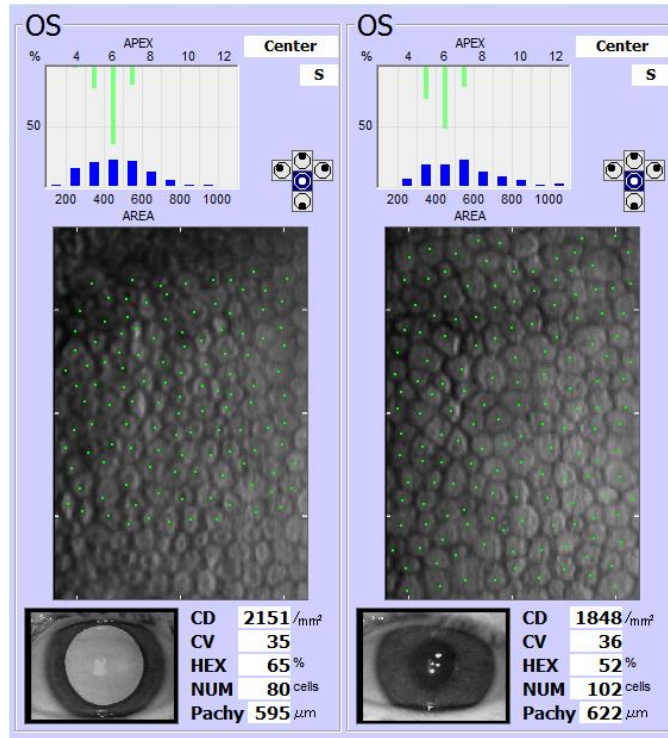 OS
APEX
% 4 6 8 10 12
Center
S
50
200 400 600 800 1000
AREA
CD 2151 /mm²
CV 35
HEX 65 %
NUM 80 cells
Pachy 595 μm
OS
APEX
% 4 6 8 10 12
Center
S
50
200 400 600 800 1000
AREA
CD 1848 /mm²
CV 36
HEX 52 %
NUM 102 cells
Pachy 622 μm